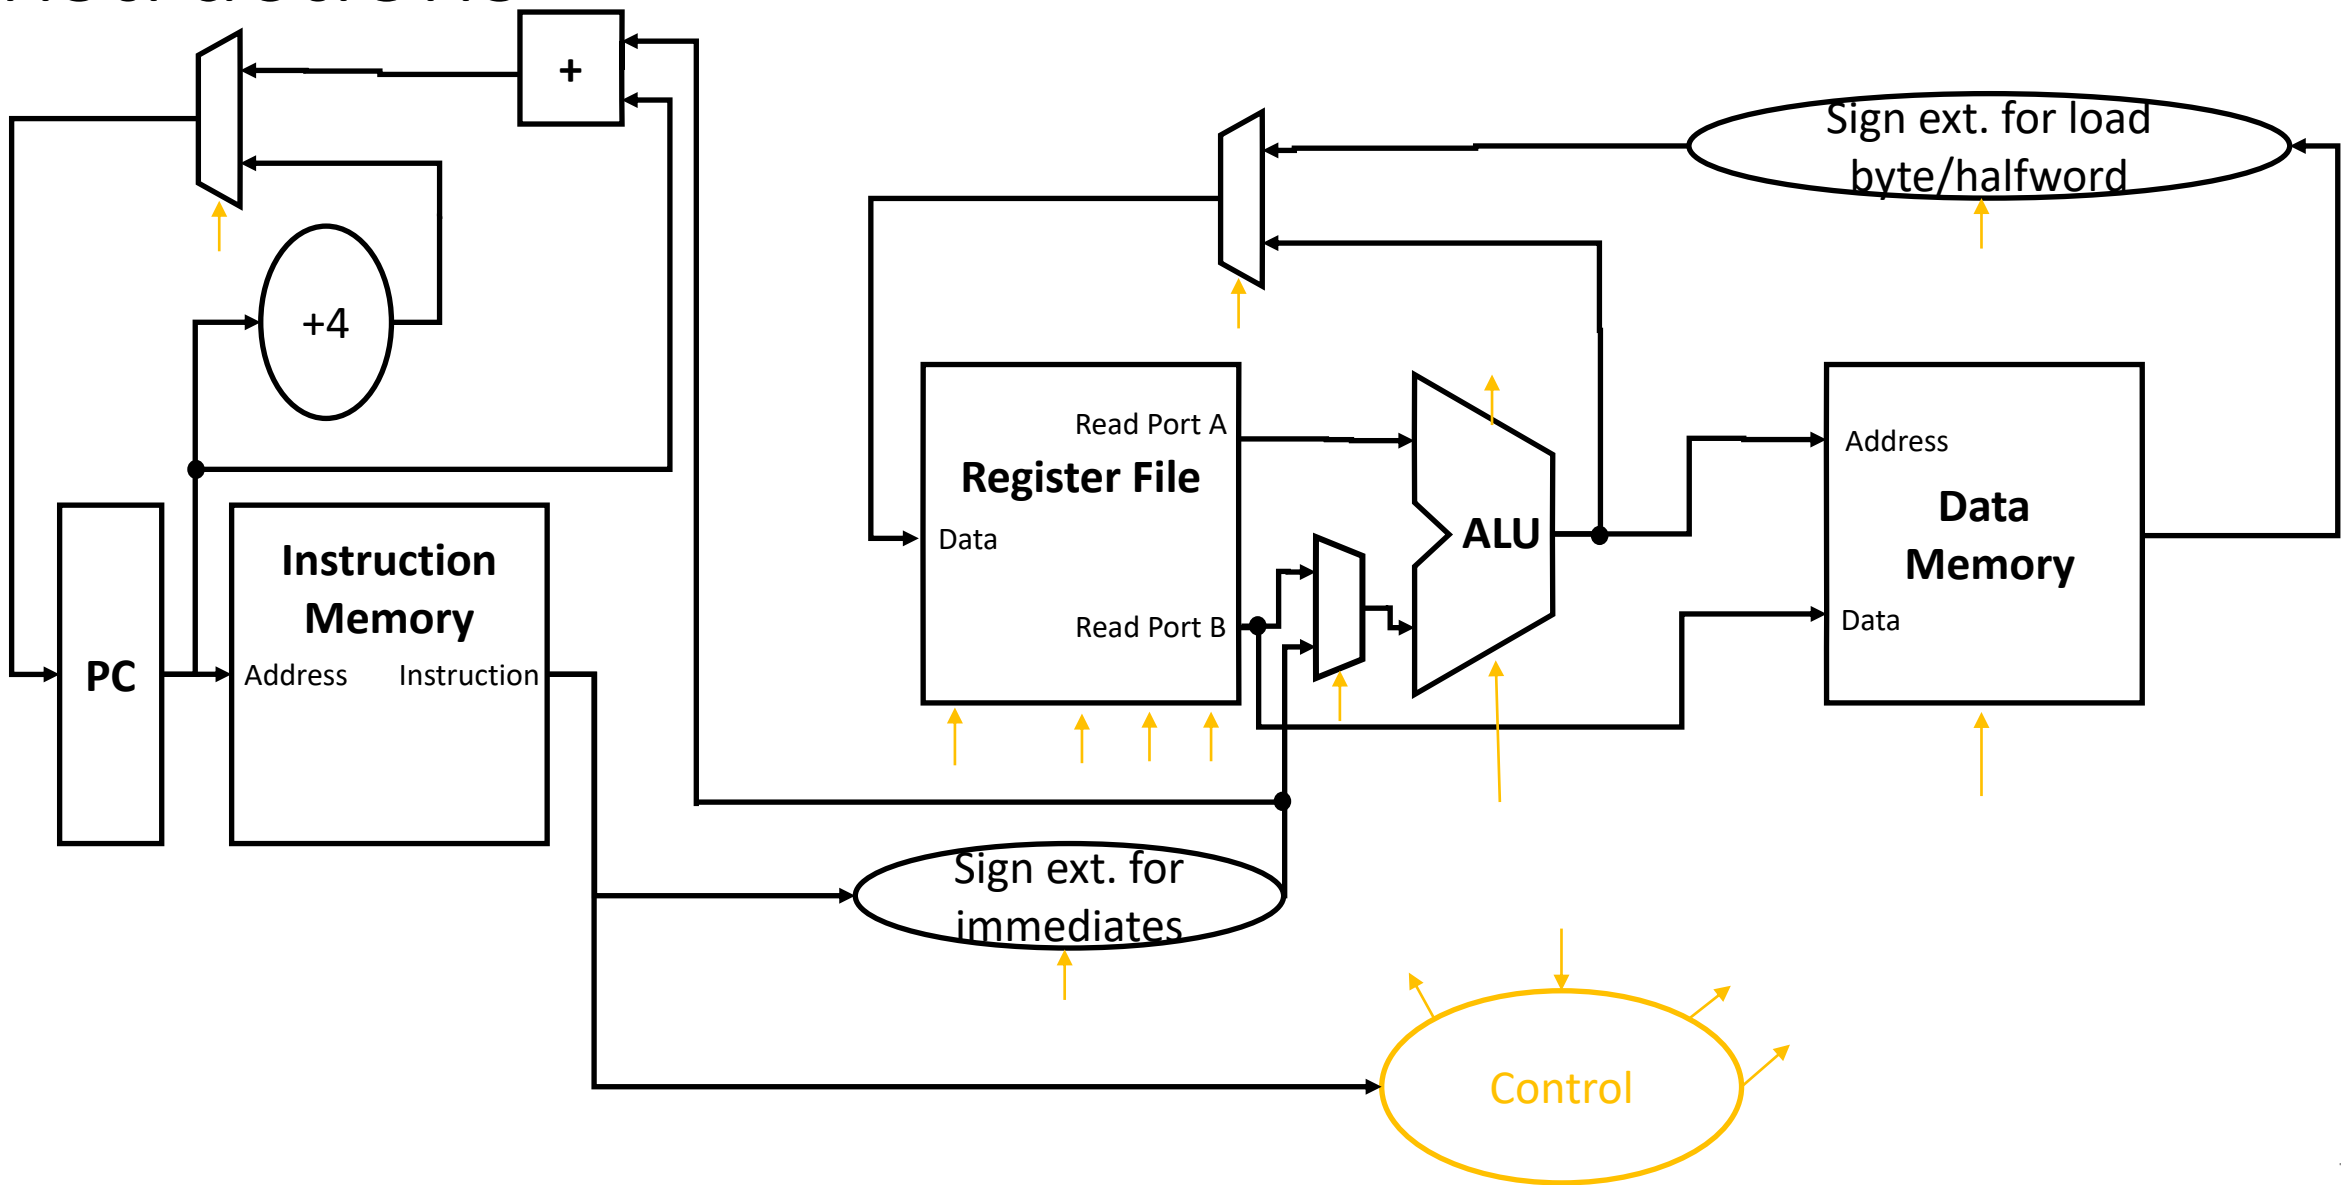 +
Sign ext. for load
byte/halfword
+4
Read Port A
Register File
Data
Read Port B
ALU
Address
Data
Memory
Data
Instruction
Memory
PC
Address
Instruction
Sign ext. for
immediates
Control